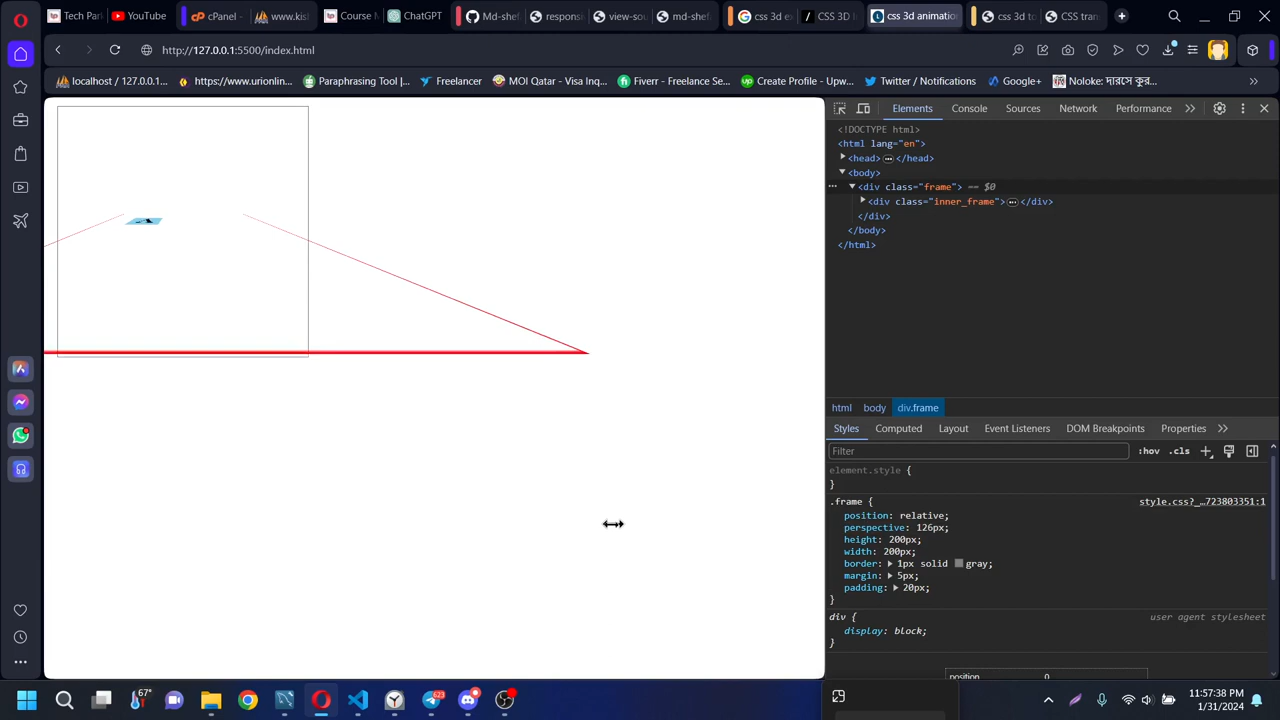 Tech Parl
YouTube
cPanel -
www.kisl
Course M
ChatGPT
Md-shef
respons
view-sou
md-shef
css 3d e
CSS 3D
css 3d animatio
css 3d to
CSS tran
http://127.0.0.1:5500/index.html
localhost / 127.0.0.1...
https://www.urionlin...
Paraphrasing Tool |...
Freelancer
MOI Qatar - Visa Inq...
Fiverr - Freelance Se...
Create Profile - Upw...
Twitter / Notifications
Google+
Noloke: দারসে কুর...
Elements
Console
Sources
Network
Performance
<!DOCTYPE html>
<html lang="en">
<head> ••• </head>
<body>
••• <div class="frame"> == $0
<div class="inner_frame"> ••• </div>
</div>
</body>
</html>
html body div.frame
Styles Computed Layout Event Listeners DOM Breakpoints Properties
Filter
:hov .cls
element.style {
}
.frame { style.css?_…723803351:1
position: relative;
perspective: 126px;
height: 200px;
width: 200px;
border: 1px solid gray;
margin: 5px;
padding: 20px;
}
div { user agent stylesheet
display: block;
}
position 0
67°
623
11:57:38 PM
1/31/2024